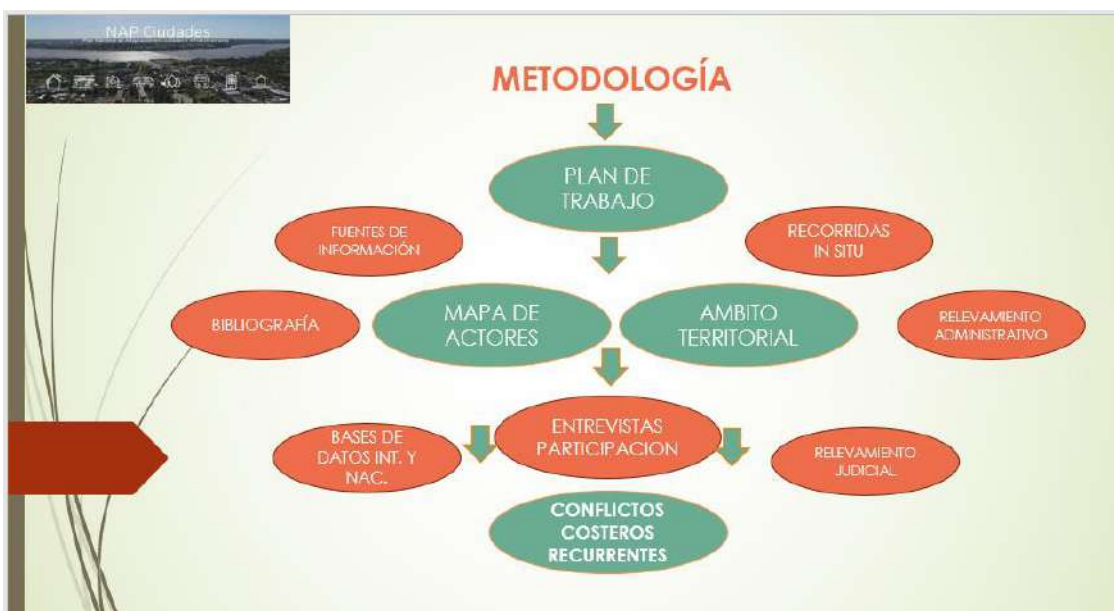 NAP Ciudades
METODOLOGÍA
PLAN DE
TRABAJO
FUENTES DE
INFORMACIÓN
RECORRIDAS
IN SITU
BIBLIOGRAFÍA
MAPA DE
ACTORES
AMBITO
TERRITORIAL
RELEVAMIENTO
ADMINISTRATIVO
BASES DE
DATOS INT. Y
NAC.
ENTREVISTAS
PARTICIPACION
RELEVAMIENTO
JUDICIAL
CONFLICTOS
COSTEROS
RECURRENTES